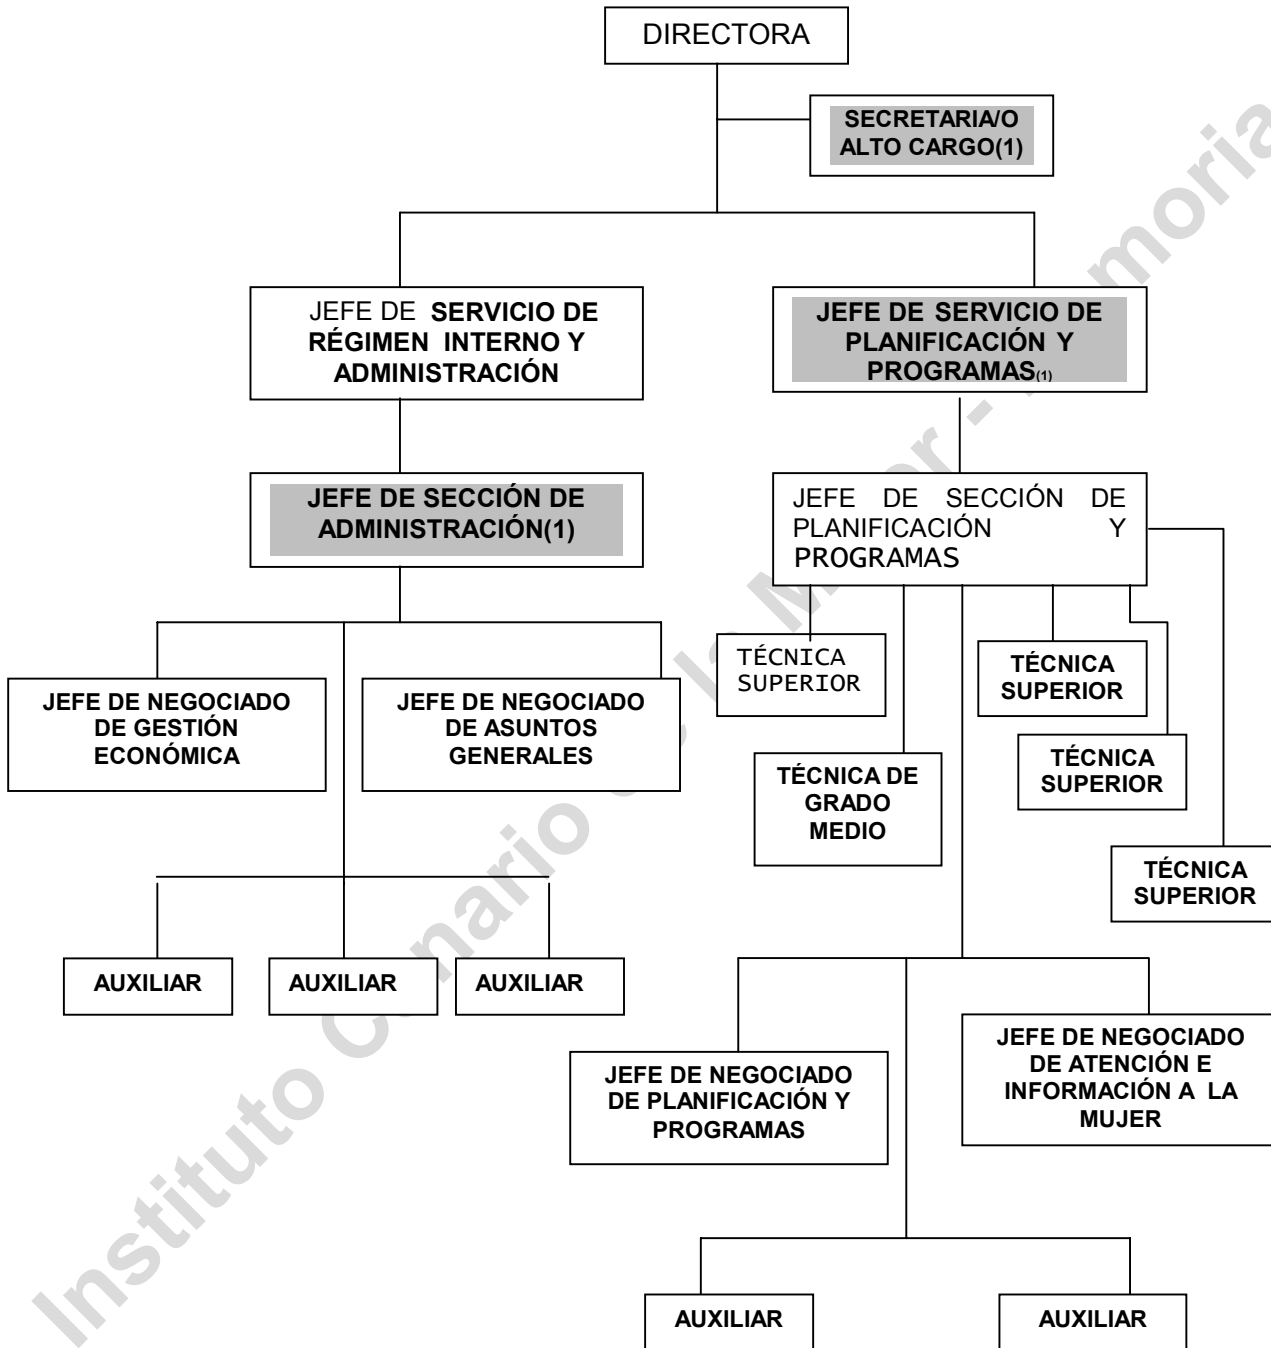 DIRECTORA
SECRETARIA/O
ALTO CARGO(1)
JEFE DE SERVICIO DE
RÉGIMEN INTERNO Y
ADMINISTRACIÓN
JEFE DE SERVICIO DE
PLANIFICACIÓN Y
PROGRAMAS(1)
JEFE DE SECCIÓN DE
ADMINISTRACIÓN(1)
JEFE DE SECCIÓN DE
PLANIFICACIÓN Y
PROGRAMAS
TÉCNICA
SUPERIOR
TÉCNICA
SUPERIOR
JEFE DE NEGOCIADO
DE GESTIÓN
ECONÓMICA
JEFE DE NEGOCIADO
DE ASUNTOS
GENERALES
TÉCNICA
SUPERIOR
TÉCNICA DE
GRADO
MEDIO
TÉCNICA
SUPERIOR
AUXILIAR
AUXILIAR
AUXILIAR
JEFE DE NEGOCIADO
DE PLANIFICACIÓN Y
PROGRAMAS
JEFE DE NEGOCIADO
DE ATENCIÓN E
INFORMACIÓN A LA
MUJER
AUXILIAR
AUXILIAR
Instituto Canario